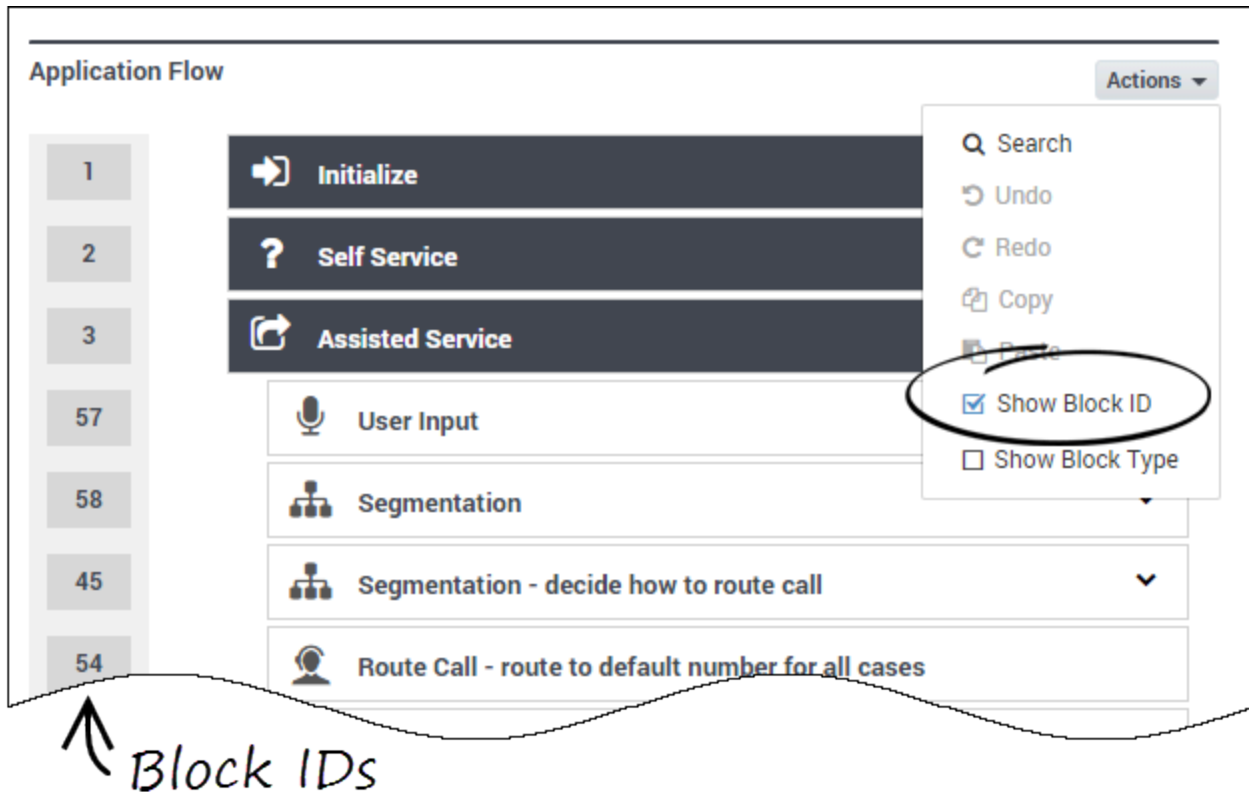 Application Flow
Actions
Search
Undo
Redo
Copy
Paste
Show Block ID
Show Block Type
1 Initialize
2 ? Self Service
3 Assisted Service
57 User Input
58 Segmentation
45 Segmentation - decide how to route call
54 Route Call - route to default number for all cases
Block IDs